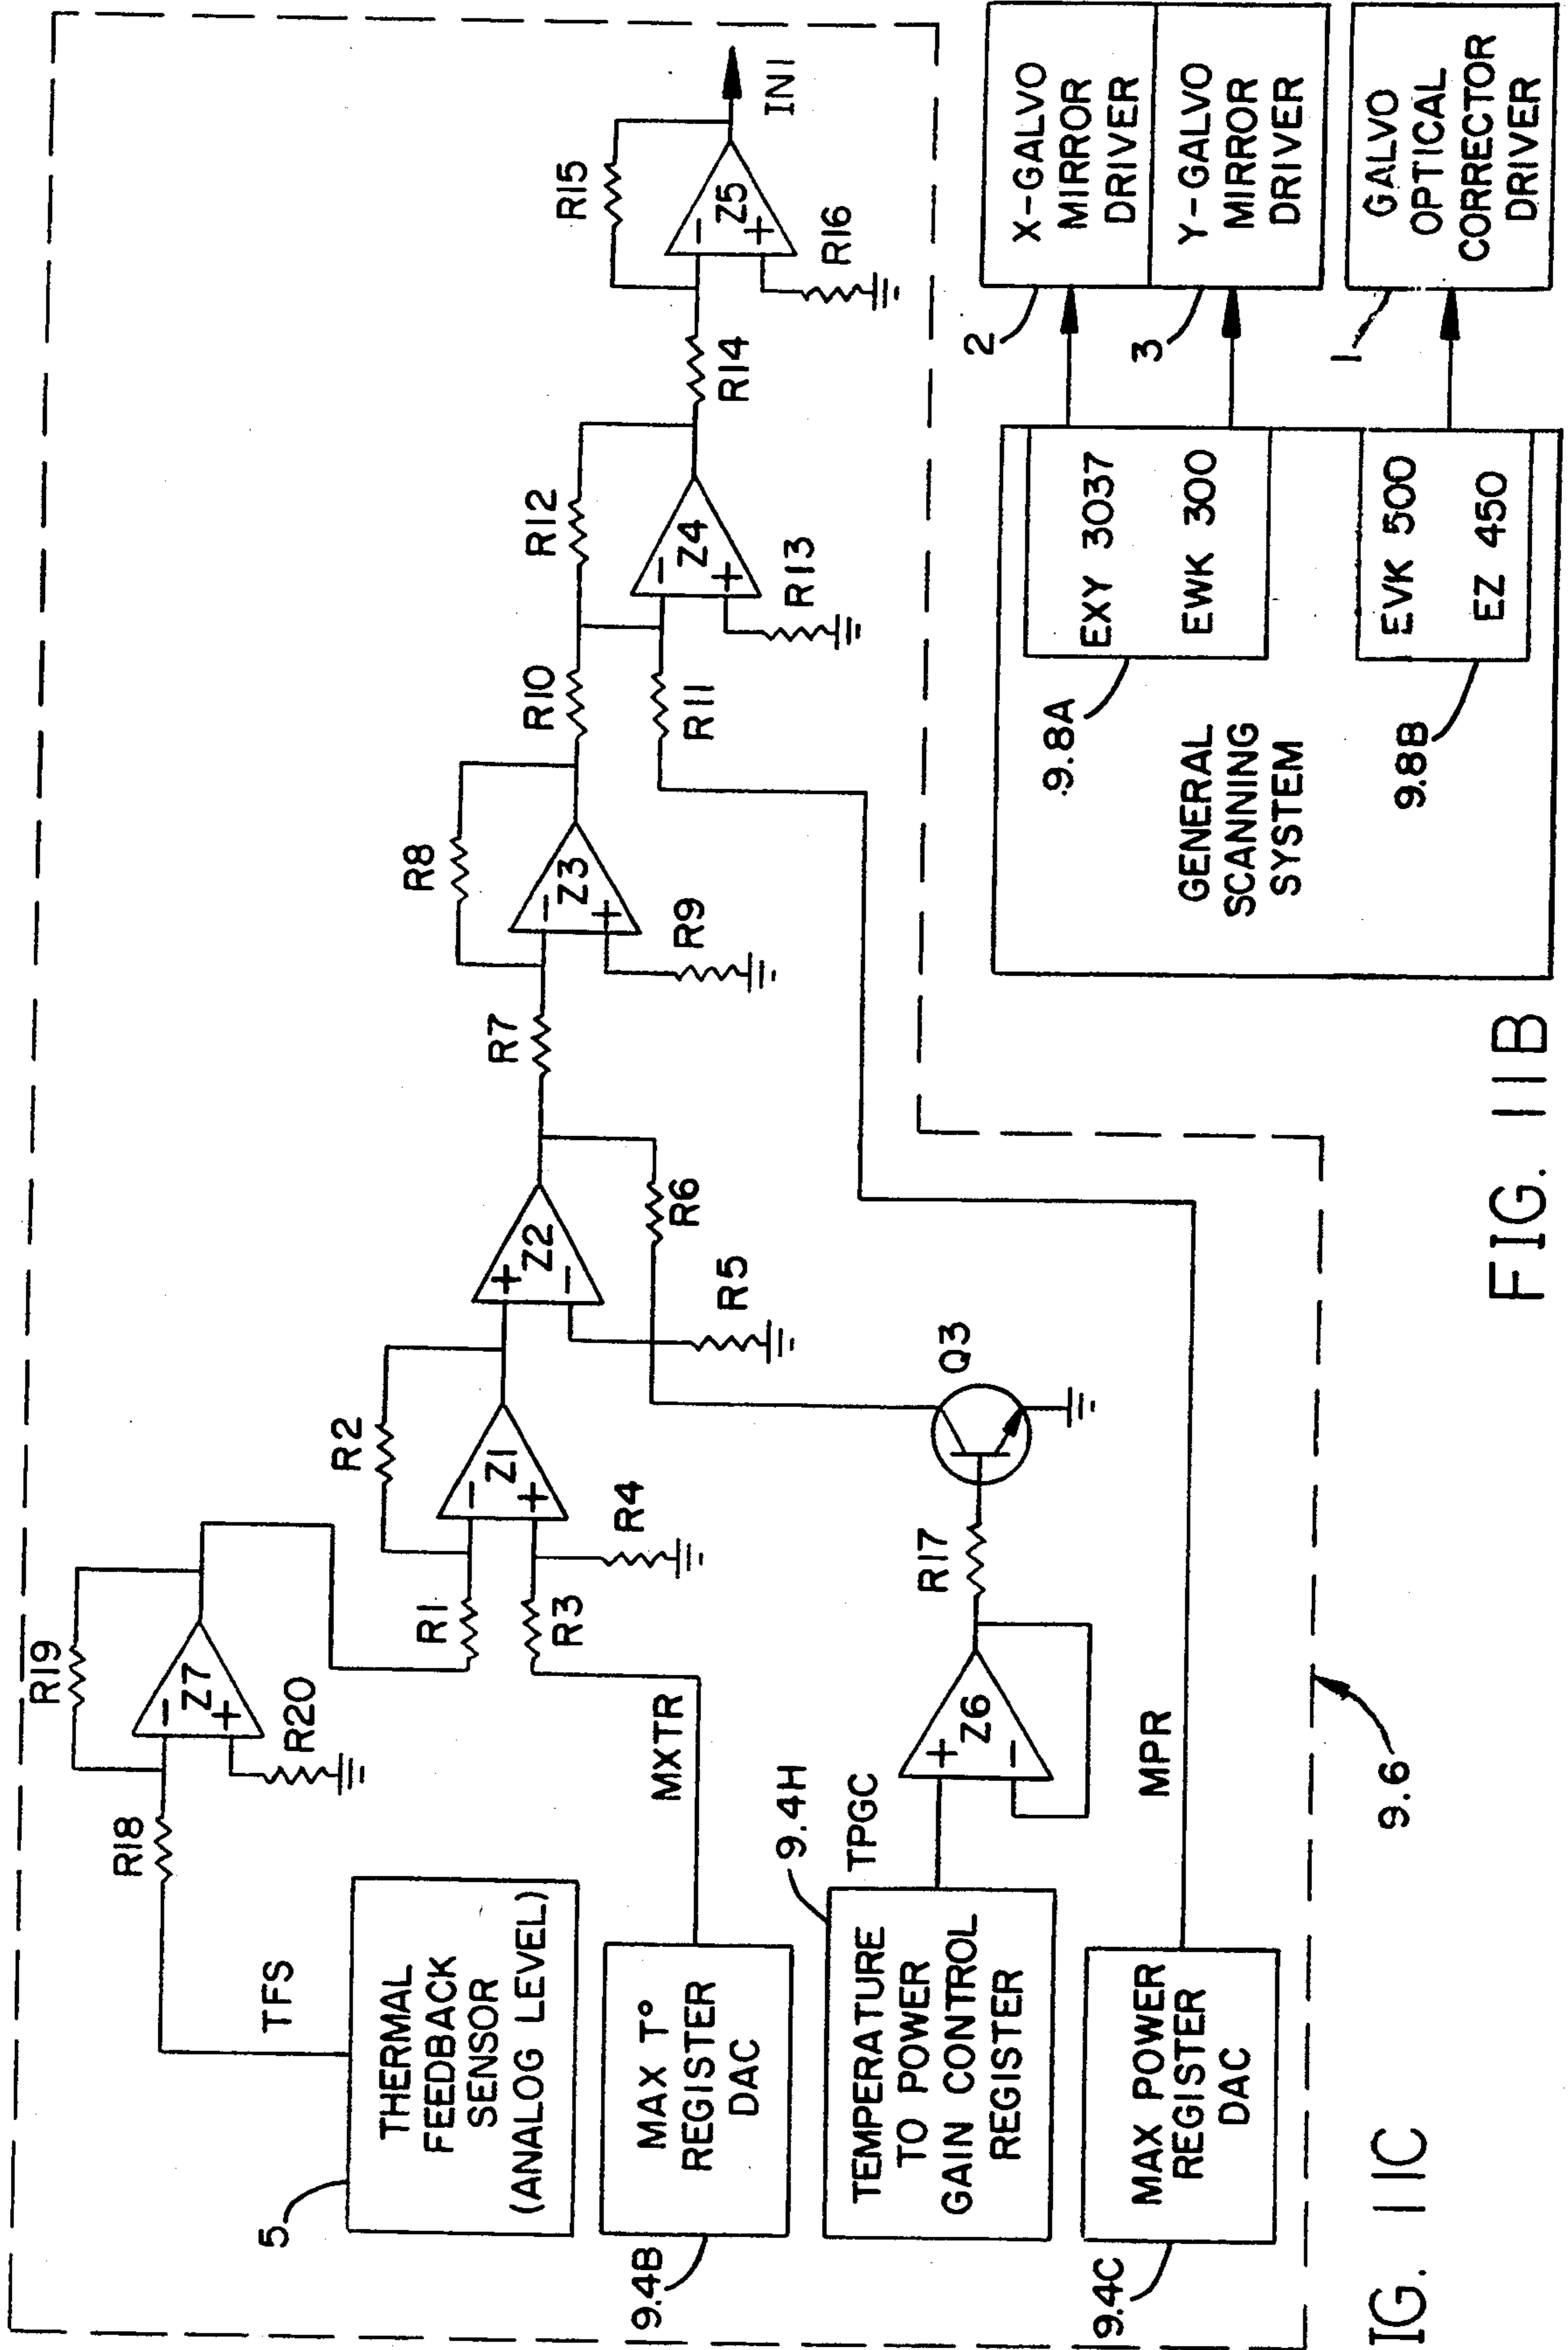 R19
Z7
R20
R18
TFS
5
THERMAL
FEEDBACK
SENSOR
(ANALOG LEVEL)
R1
R2
Z1
R3
R4
MXTR
9.4B
MAX T°
REGISTER
DAC
Z2
R5
R6
R7
R8
Z3
R9
R10
R11
R12
Z4
R13
R14
R15
Z5
R16
IN1
9.4H
TPGC
TEMPERATURE
TO POWER
GAIN CONTROL
REGISTER
Z6
R17
Q3
9.4C
MAX POWER
REGISTER
DAC
MPR
9.6
IG. 11C
GENERAL
SCANNING
SYSTEM
9.8A
EXY 3037
EWK 300
9.8B
EVK 500
EZ 450
2
X-GALVO
MIRROR
DRIVER
3
Y-GALVO
MIRROR
DRIVER
1
GALVO
OPTICAL
CORRECTOR
DRIVER
FIG. 11B